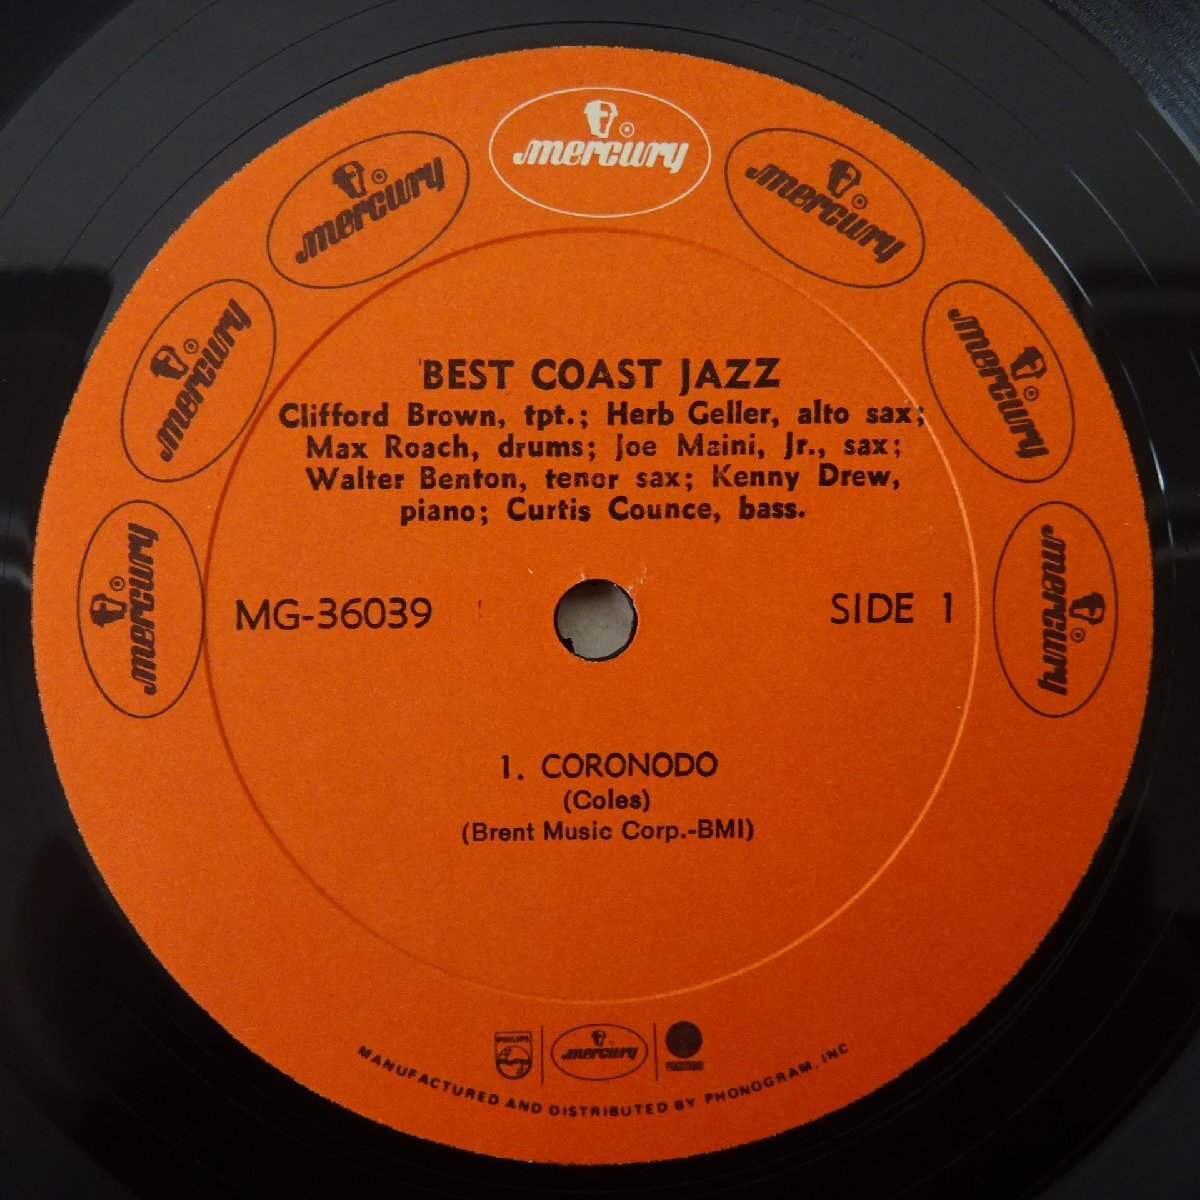 mercury
mercury
mercury
mercury
mercury
mercury
mercury
BEST COAST JAZZ
Clifford Brown, tpt.; Herb Geller, alto sax;
Max Roach, drums; Joe Maini, Jr., sax;
Walter Benton, tenor sax; Kenny Drew,
piano; Curtis Counce, bass.
MG-36039
SIDE 1
1. CORONODO
(Coles)
(Brent Music Corp.-BMI)
PHILIPS
mercury
MANUFACTURED AND DISTRIBUTED BY PHONOGRAM, INC